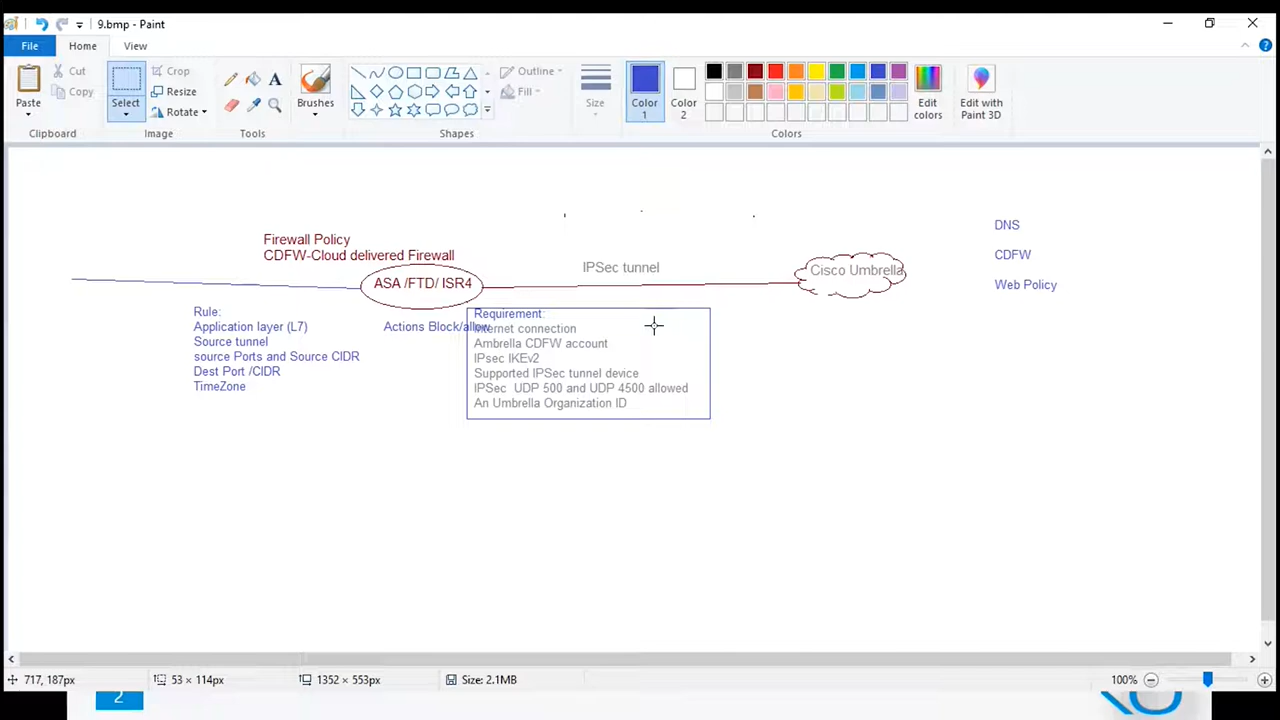 9.bmp - Paint
File
Home
View
Paste
Cut
Copy
Clipboard
Select
Crop
Resize
Rotate
Image
Tools
Brushes
Shapes
Outline
Fill
Size
Color 1
Color 2
Colors
Edit colors
Edit with Paint 3D
Firewall Policy
CDFW-Cloud delivered Firewall
ASA /FTD/ ISR4
IPSec tunnel
Cisco Umbrella
DNS
CDFW
Web Policy
Rule:
Application layer (L7)
Source tunnel
source Ports and Source CIDR
Dest Port /CIDR
TimeZone
Actions Block/allow
Requirement:
Internet connection
Ambrella CDFW account
IPsec IKEv2
Supported IPSec tunnel device
IPSec UDP 500 and UDP 4500 allowed
An Umbrella Organization ID
717, 187px
53 × 114px
1352 × 553px
Size: 2.1MB
100%
2